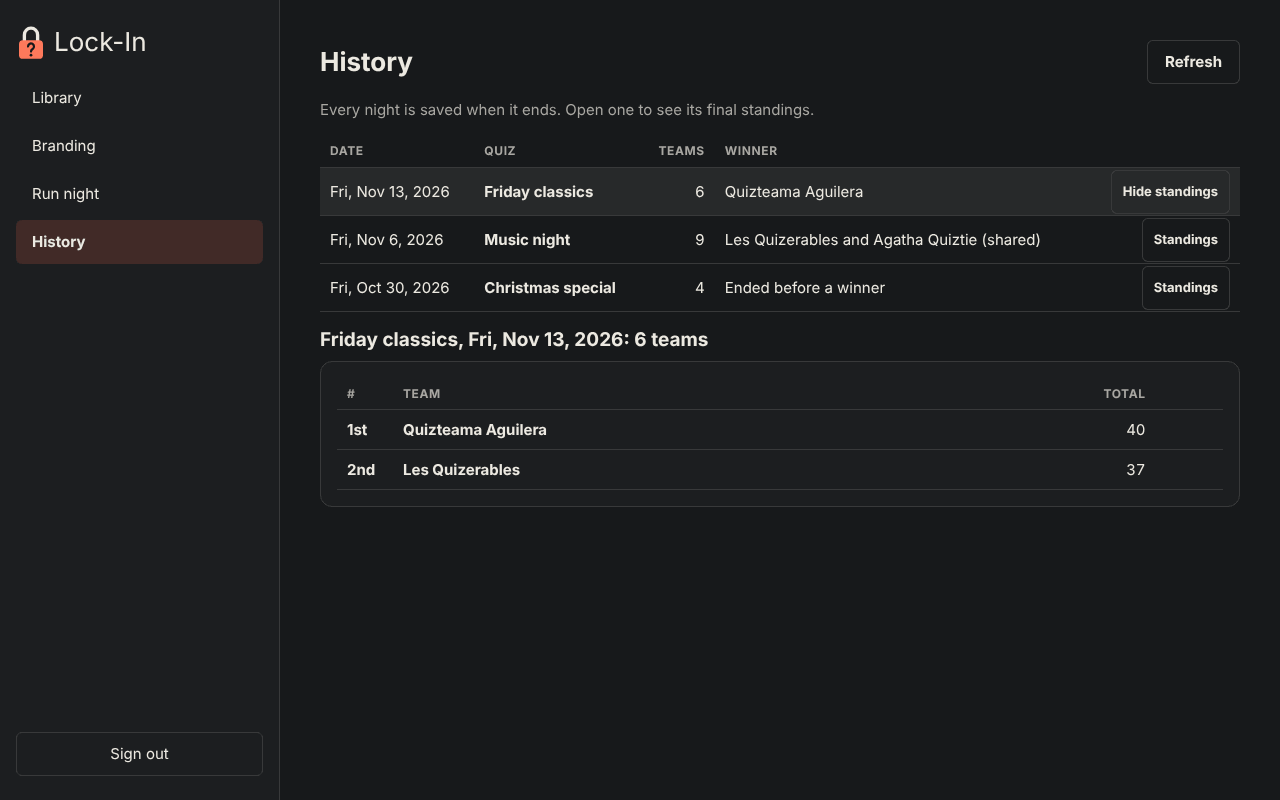 Lock-In
Library
Branding
Run night
History
Sign out
History
Refresh
Every night is saved when it ends. Open one to see its final standings.
DATE QUIZ TEAMS WINNER
Fri, Nov 13, 2026 Friday classics 6 Quizteama Aguilera Hide standings
Fri, Nov 6, 2026 Music night 9 Les Quizerables and Agatha Quiztie (shared) Standings
Fri, Oct 30, 2026 Christmas special 4 Ended before a winner Standings
Friday classics, Fri, Nov 13, 2026: 6 teams
# TEAM TOTAL
1st Quizteama Aguilera 40
2nd Les Quizerables 37